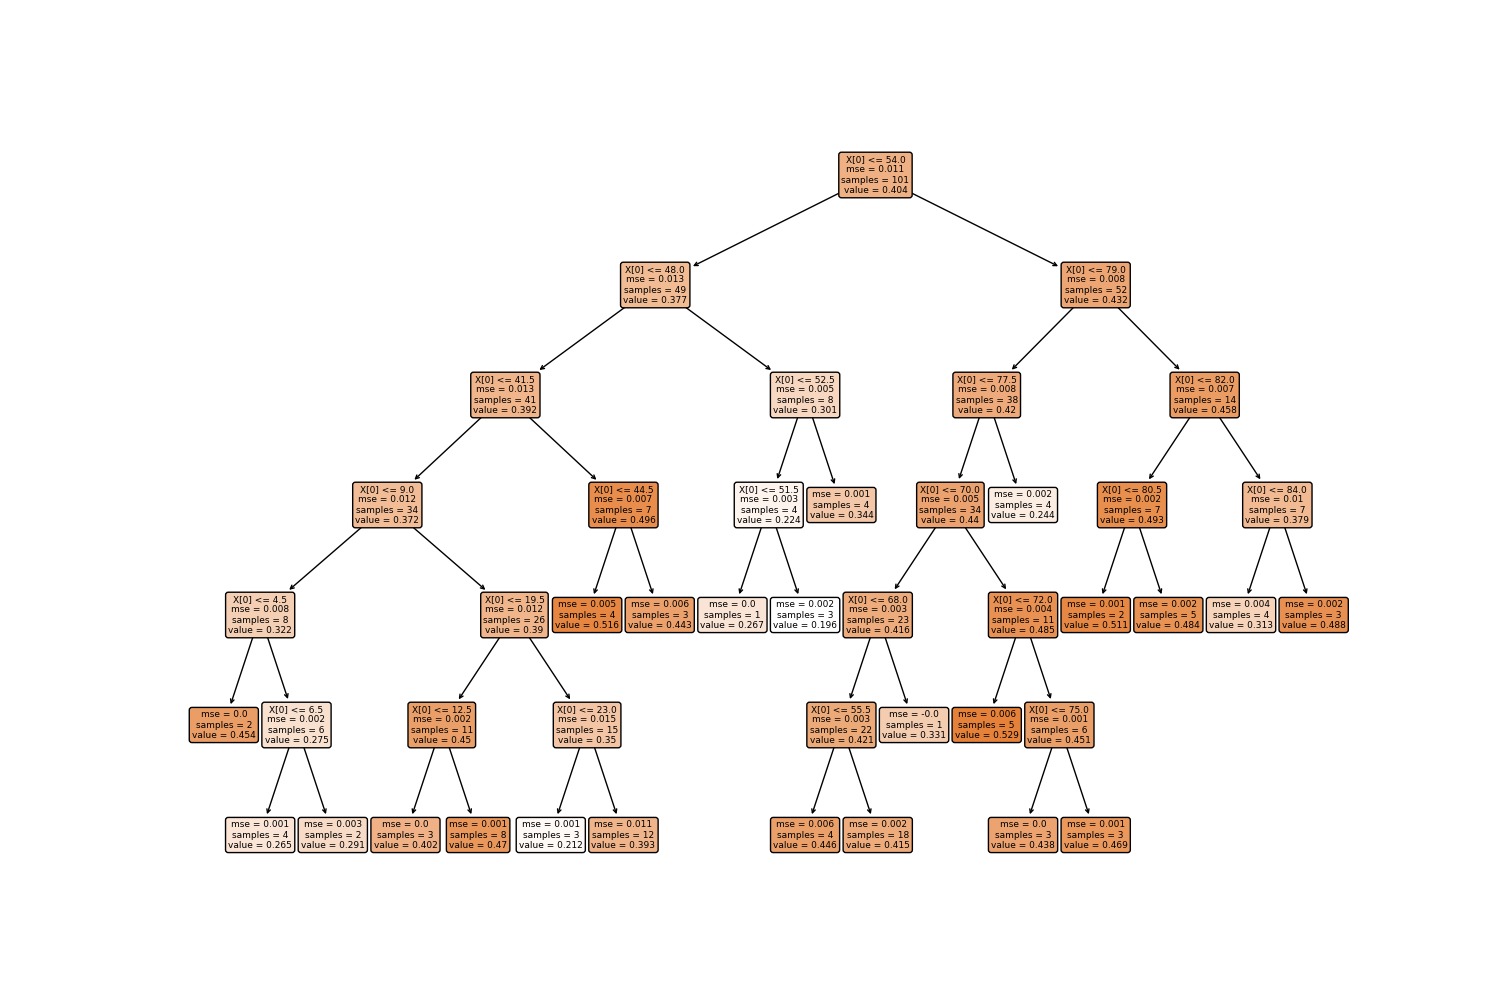 X[0] <= 54.0
mse = 0.011
samples = 101
value = 0.404
X[0] <= 48.0
mse = 0.013
samples = 49
value = 0.377
X[0] <= 79.0
mse = 0.008
samples = 52
value = 0.432
X[0] <= 41.5
mse = 0.013
samples = 41
value = 0.392
X[0] <= 52.5
mse = 0.005
samples = 8
value = 0.301
X[0] <= 77.5
mse = 0.008
samples = 38
value = 0.42
X[0] <= 82.0
mse = 0.007
samples = 14
value = 0.458
X[0] <= 9.0
mse = 0.012
samples = 34
value = 0.372
X[0] <= 44.5
mse = 0.007
samples = 7
value = 0.496
X[0] <= 51.5
mse = 0.003
samples = 4
value = 0.224
mse = 0.001
samples = 4
value = 0.344
X[0] <= 70.0
mse = 0.005
samples = 34
value = 0.44
mse = 0.002
samples = 4
value = 0.244
X[0] <= 80.5
mse = 0.002
samples = 7
value = 0.493
X[0] <= 84.0
mse = 0.01
samples = 7
value = 0.379
X[0] <= 4.5
mse = 0.008
samples = 8
value = 0.322
X[0] <= 19.5
mse = 0.012
samples = 26
value = 0.39
mse = 0.005
samples = 4
value = 0.516
mse = 0.006
samples = 3
value = 0.443
mse = 0.0
samples = 1
value = 0.267
mse = 0.002
samples = 3
value = 0.196
X[0] <= 68.0
mse = 0.003
samples = 23
value = 0.416
X[0] <= 72.0
mse = 0.004
samples = 11
value = 0.485
mse = 0.001
samples = 2
value = 0.511
mse = 0.002
samples = 5
value = 0.484
mse = 0.004
samples = 4
value = 0.313
mse = 0.002
samples = 3
value = 0.488
mse = 0.0
samples = 2
value = 0.454
X[0] <= 6.5
mse = 0.002
samples = 6
value = 0.275
X[0] <= 12.5
mse = 0.002
samples = 11
value = 0.45
X[0] <= 23.0
mse = 0.015
samples = 15
value = 0.35
X[0] <= 55.5
mse = 0.003
samples = 22
value = 0.421
mse = -0.0
samples = 1
value = 0.331
mse = 0.006
samples = 5
value = 0.529
X[0] <= 75.0
mse = 0.001
samples = 6
value = 0.451
mse = 0.001
samples = 4
value = 0.265
mse = 0.003
samples = 2
value = 0.291
mse = 0.0
samples = 3
value = 0.402
mse = 0.001
samples = 8
value = 0.47
mse = 0.001
samples = 3
value = 0.212
mse = 0.011
samples = 12
value = 0.393
mse = 0.006
samples = 4
value = 0.446
mse = 0.002
samples = 18
value = 0.415
mse = 0.0
samples = 3
value = 0.438
mse = 0.001
samples = 3
value = 0.469